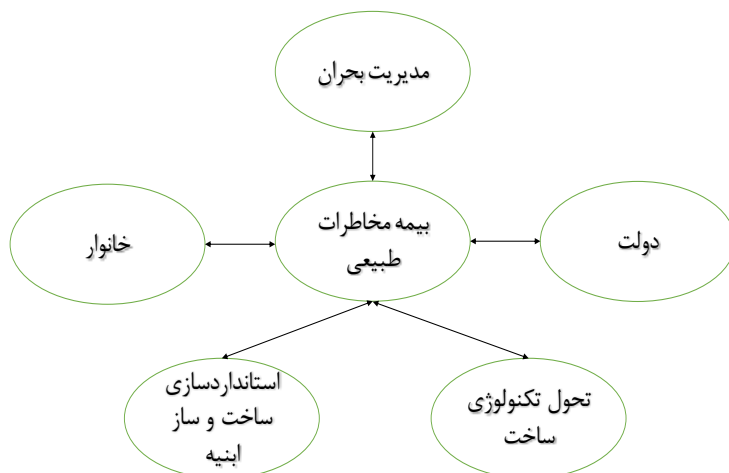 مدیریت بحران
بیمه مخاطرات
طبیعی
دولت
خانوار
تحول تکنولوژی
ساخت
استانداردسازی
ساخت و ساز
ابنیه